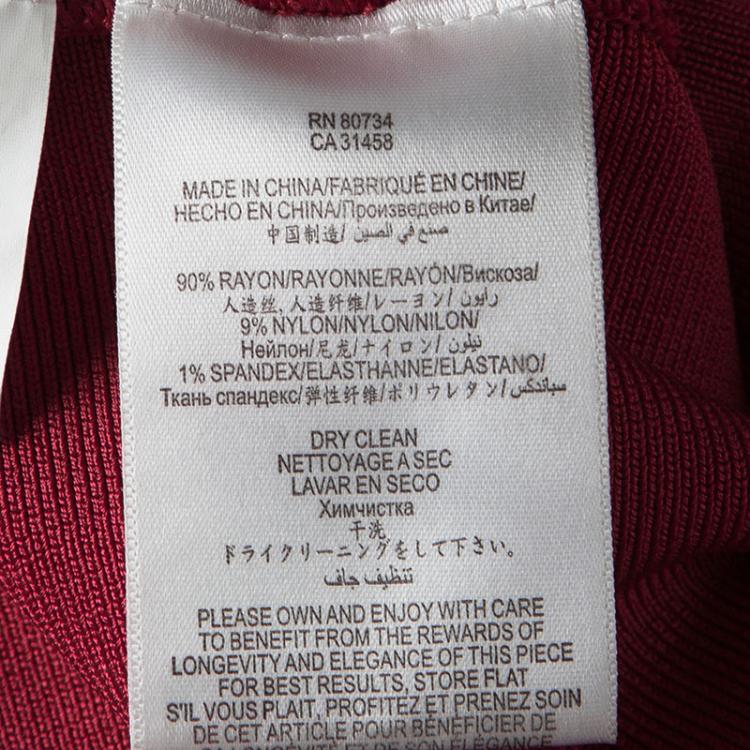 RN 80734
CA 31458
MADE IN CHINA/FABRIQUÉ EN CHINE/
HECHO EN CHINA/Произведено в Китае/
中国制造/ صنع في الصين
90% RAYON/RAYONNE/RAYÓN/Вискоза/
人造丝, 人造纤维/レーヨン/ رايون
9% NYLON/NYLON/NILON/
Нейлон/尼龙/ナイロン/ نيلون
1% SPANDEX/ELASTHANNE/ELASTANO/
Ткань спандекс/弹性纤维/ポリウレタン/سباندكس
DRY CLEAN
NETTOYAGE A SEC
LAVAR EN SECO
Химчистка
干洗
ドライクリーニングをして下さい。
تنظيف جاف
PLEASE OWN AND ENJOY WITH CARE
TO BENEFIT FROM THE REWARDS OF
LONGEVITY AND ELEGANCE OF THIS PIECE
FOR BEST RESULTS, STORE FLAT
S'IL VOUS PLAIT, PROFITEZ ET PRENEZ SOIN
DE CET ARTICLE POUR BÉNÉFICIER DE
SA LONGÉVITÉ ET DE SON ÉLÉGANCE